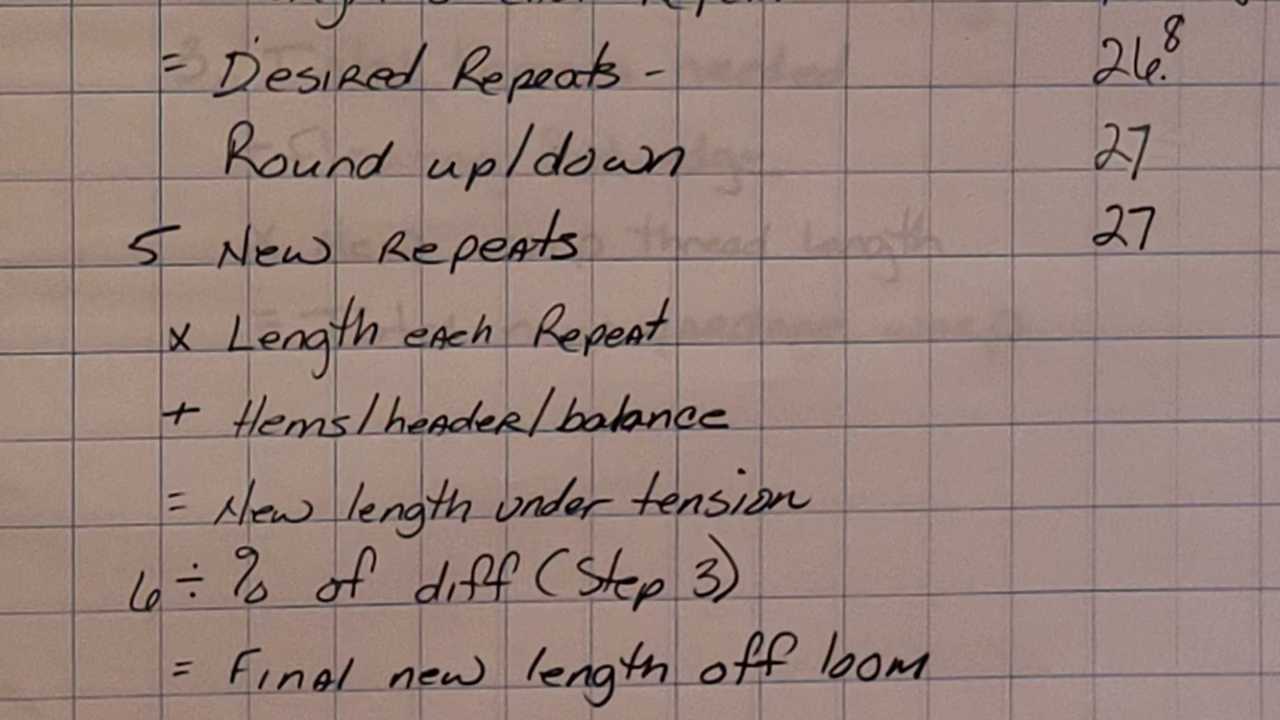 = Desired Repeats - 26.8
Round up/down 27
5 New Repeats 27
x Length each Repeat
+ Hems/header/balance
= New length under tension
6 ÷ % of diff (Step 3)
= Final new length off loom